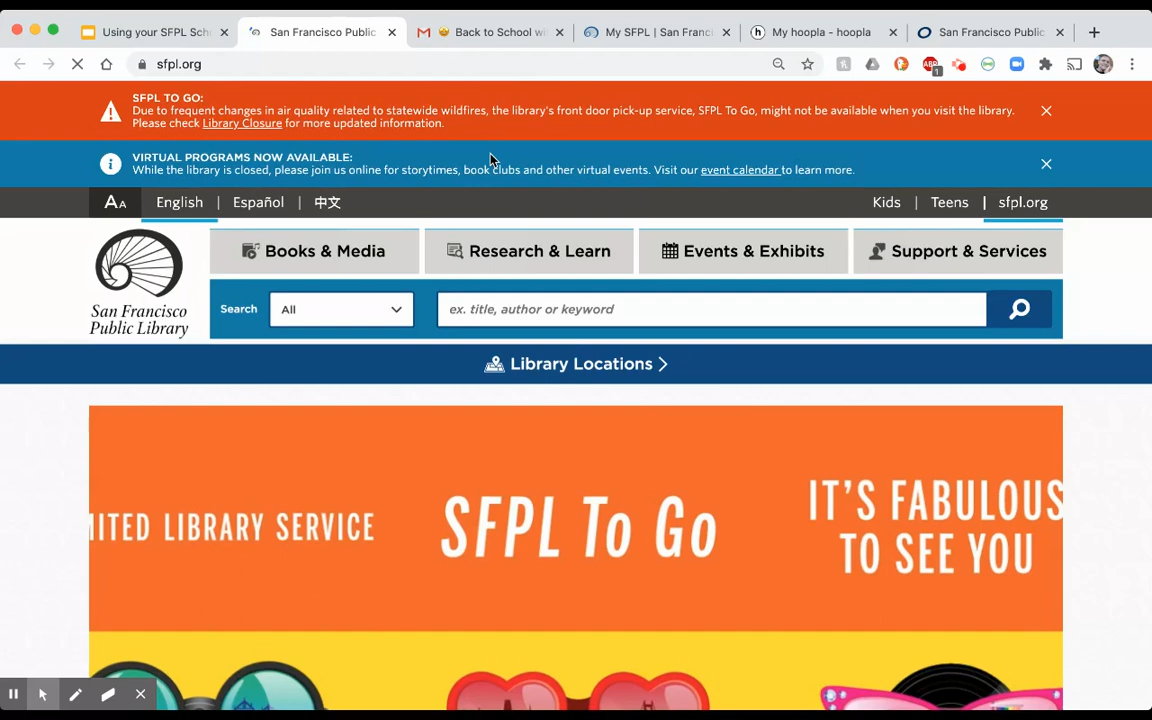 Using your SFPL Sch
San Francisco Public
Back to School wi
My SFPL | San Franci
h My hoopla - hoopla
San Francisco Public
sfpl.org
ABP
1
SFPL TO GO:
Due to frequent changes in air quality related to statewide wildfires, the library's front door pick-up service, SFPL To Go, might not be available when you visit the library.
Please check Library Closure for more updated information.
VIRTUAL PROGRAMS NOW AVAILABLE:
While the library is closed, please join us online for storytimes, book clubs and other virtual events. Visit our event calendar to learn more.
AA English | Español | 中文 Kids | Teens | sfpl.org
Books & Media Research & Learn Events & Exhibits Support & Services
San Francisco
Public Library
Search All ex. title, author or keyword
Library Locations
MITED LIBRARY SERVICE
SFPL To Go
IT'S FABULOUS
TO SEE YOU